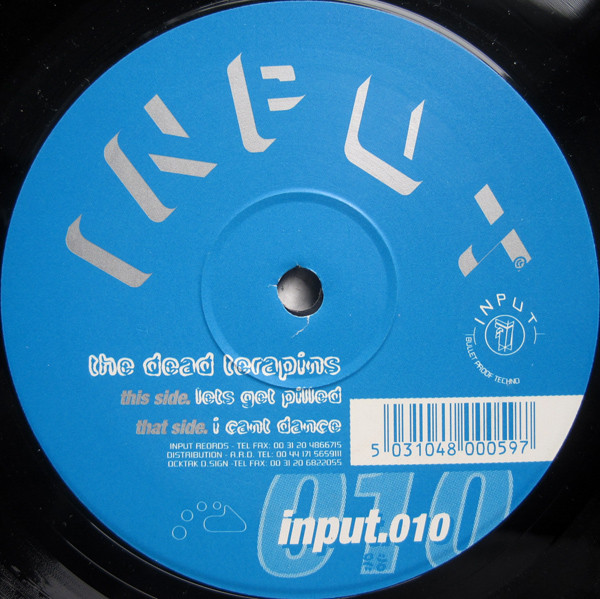 INPUT®
INPUT
BULLET PROOF TECHNO
the dead terapins
this side. lets get pilled
that side. i cant dance
INPUT RECORDS - TEL FAX: 00 31 20 4866715
DISTRIBUTION - A.R.D. TEL: 00 44 171 5659111
OCKTAK D.SIGN -TEL FAX: 00 31 20 6822055
5 031048 000597
010
input.010